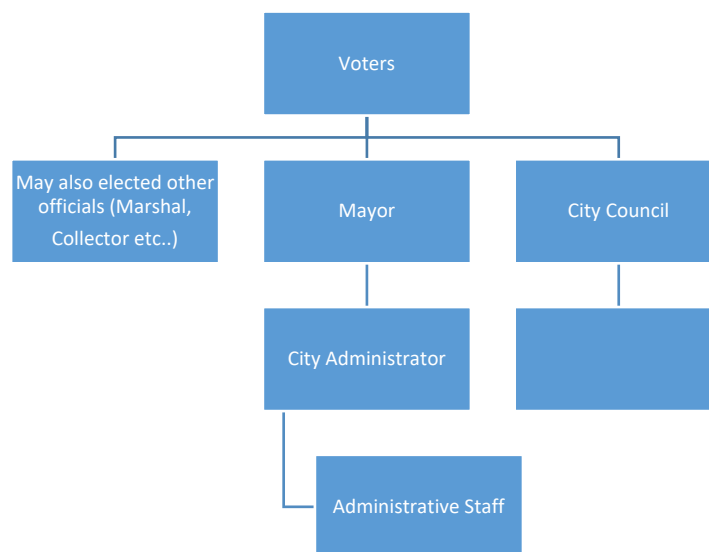 Voters
May also elected other
officials (Marshal,
Collector etc..)
Mayor
City Council
City Administrator
Administrative Staff